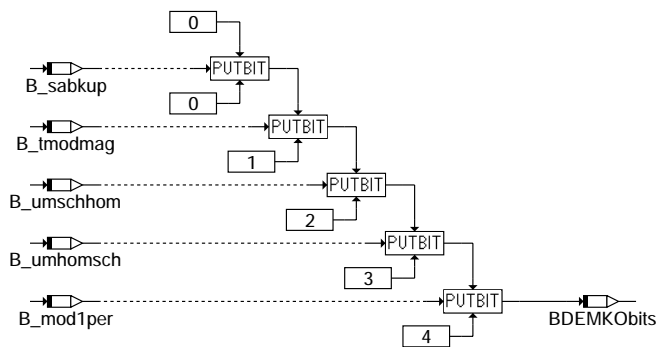 0
PUTBIT
B_sabkup
0
PUTBIT
B_tmodmag
1
PUTBIT
B_umschhom
2
PUTBIT
B_umhomsch
3
PUTBIT
B_mod1per
BDEMKObits
4